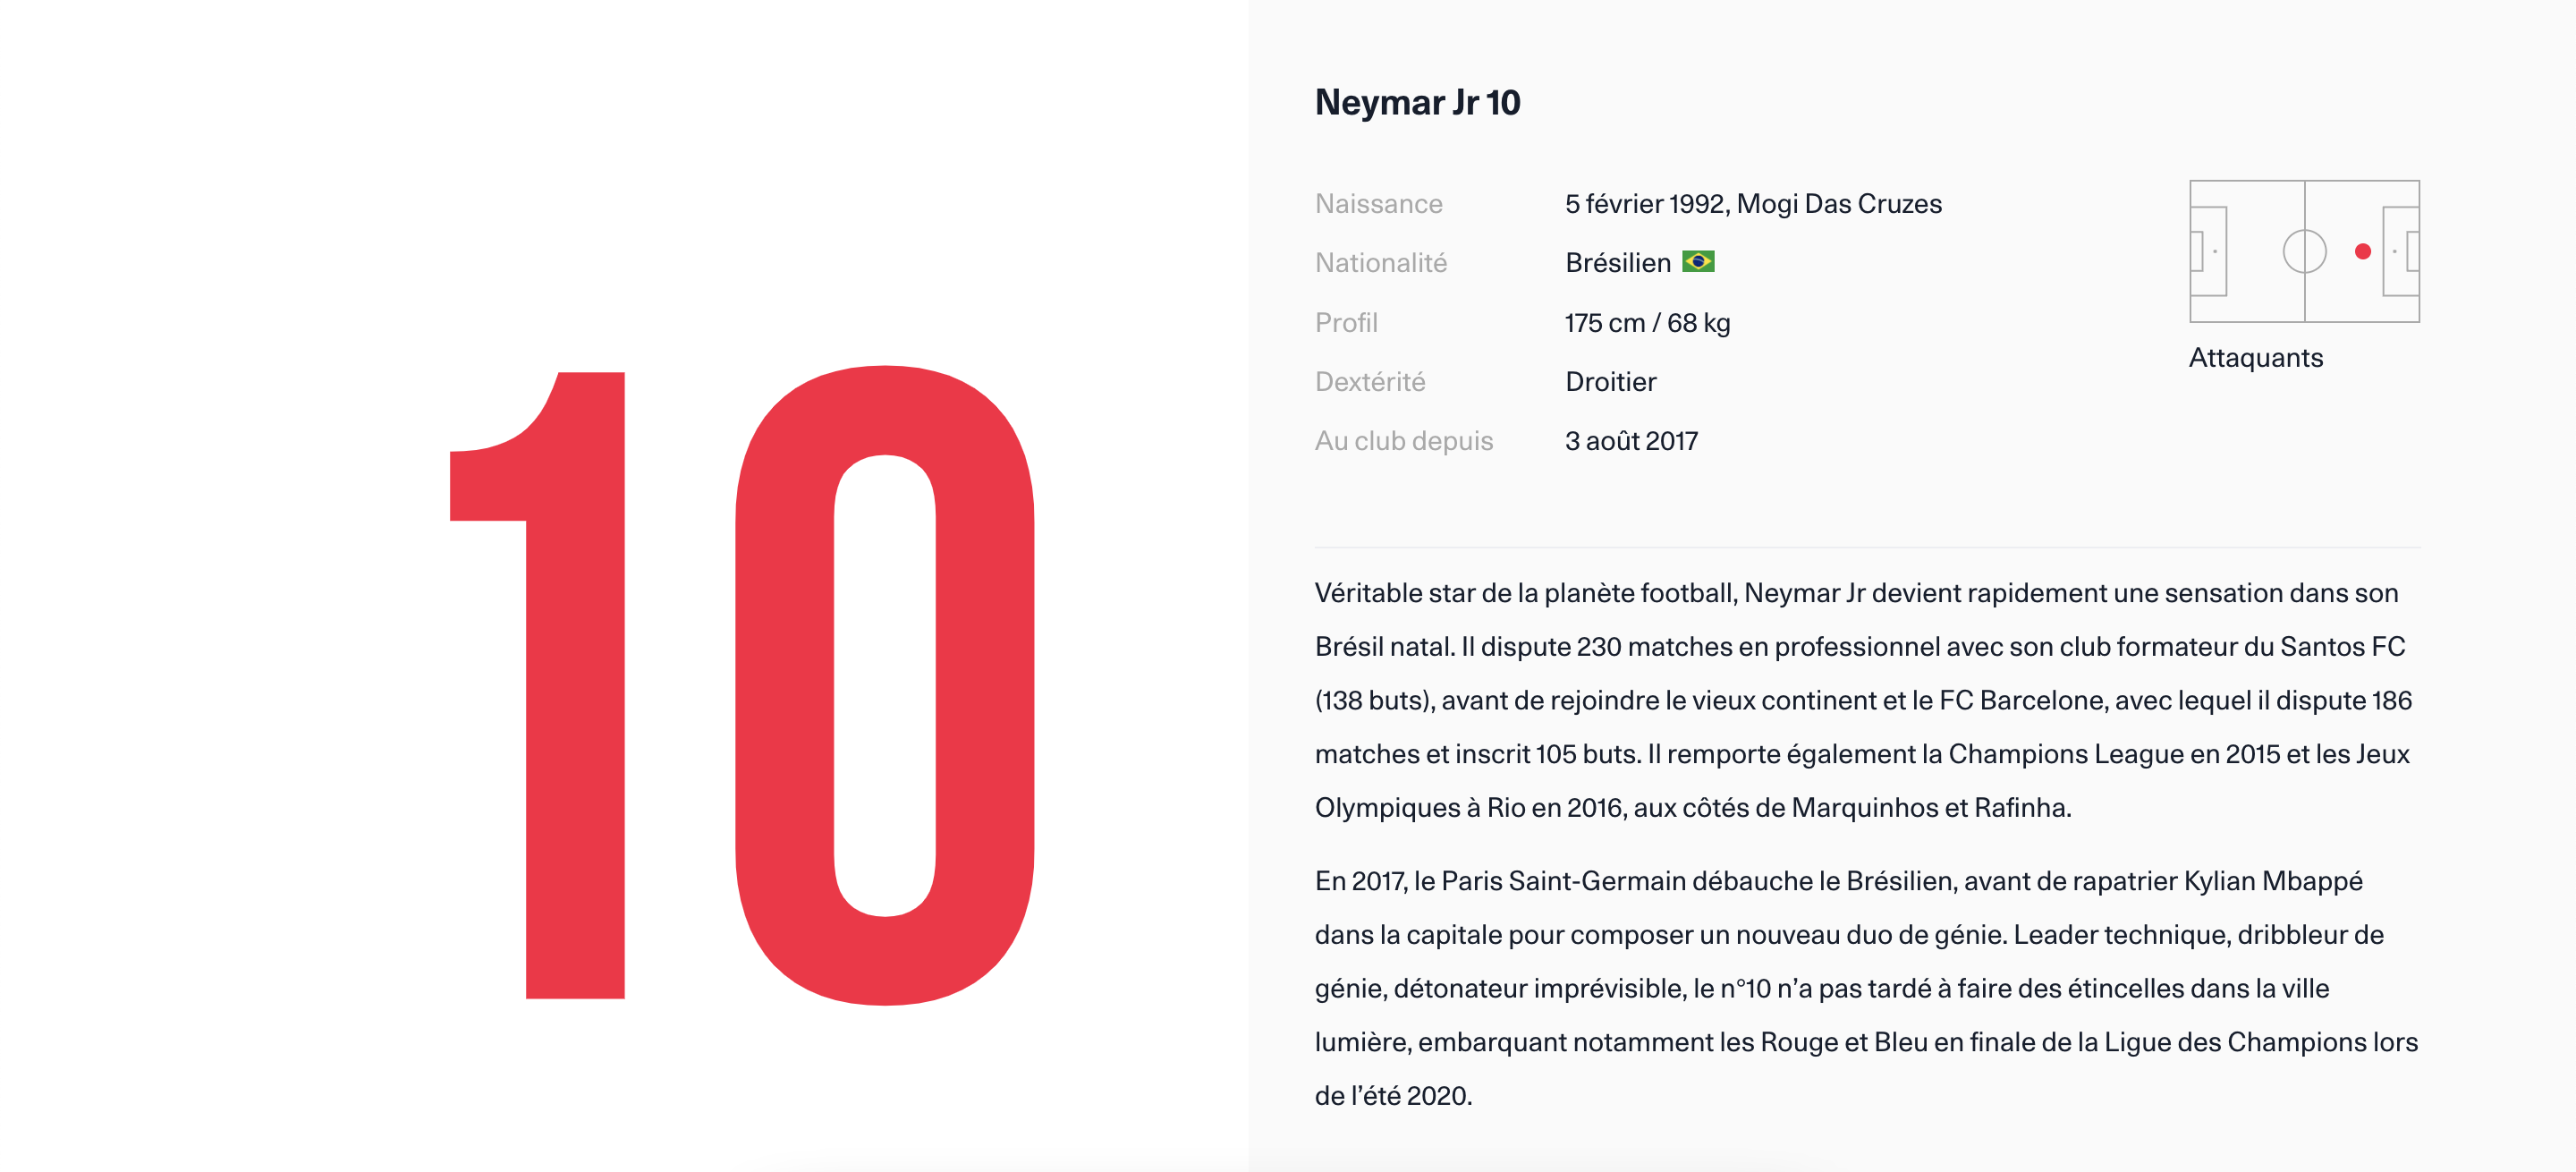 10
Neymar Jr 10
Naissance 5 février 1992, Mogi Das Cruzes
Nationalité Brésilien
Profil 175 cm / 68 kg
Dextérité Droitier
Au club depuis 3 août 2017
Attaquants
Véritable star de la planète football, Neymar Jr devient rapidement une sensation dans son
Brésil natal. Il dispute 230 matches en professionnel avec son club formateur du Santos FC
(138 buts), avant de rejoindre le vieux continent et le FC Barcelone, avec lequel il dispute 186
matches et inscrit 105 buts. Il remporte également la Champions League en 2015 et les Jeux
Olympiques à Rio en 2016, aux côtés de Marquinhos et Rafinha.
En 2017, le Paris Saint-Germain débauche le Brésilien, avant de rapatrier Kylian Mbappé
dans la capitale pour composer un nouveau duo de génie. Leader technique, dribbleur de
génie, détonateur imprévisible, le n°10 n’a pas tardé à faire des étincelles dans la ville
lumière, embarquant notamment les Rouge et Bleu en finale de la Ligue des Champions lors
de l’été 2020.